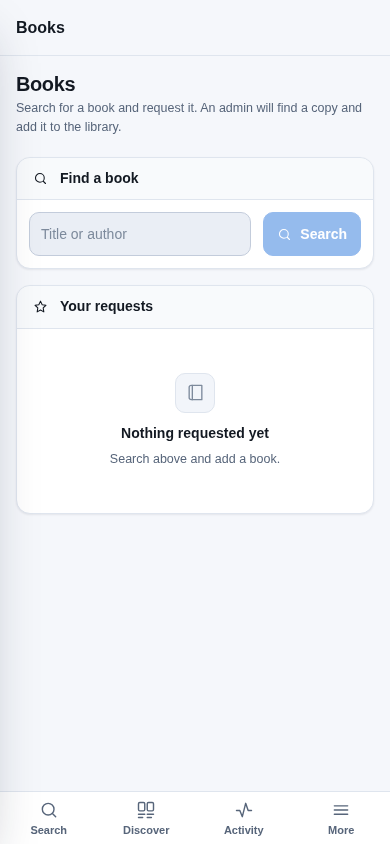 Books
Books
Search for a book and request it. An admin will find a copy and
add it to the library.
Find a book
Title or author
Search
Your requests
Nothing requested yet
Search above and add a book.
Search
Discover
Activity
More